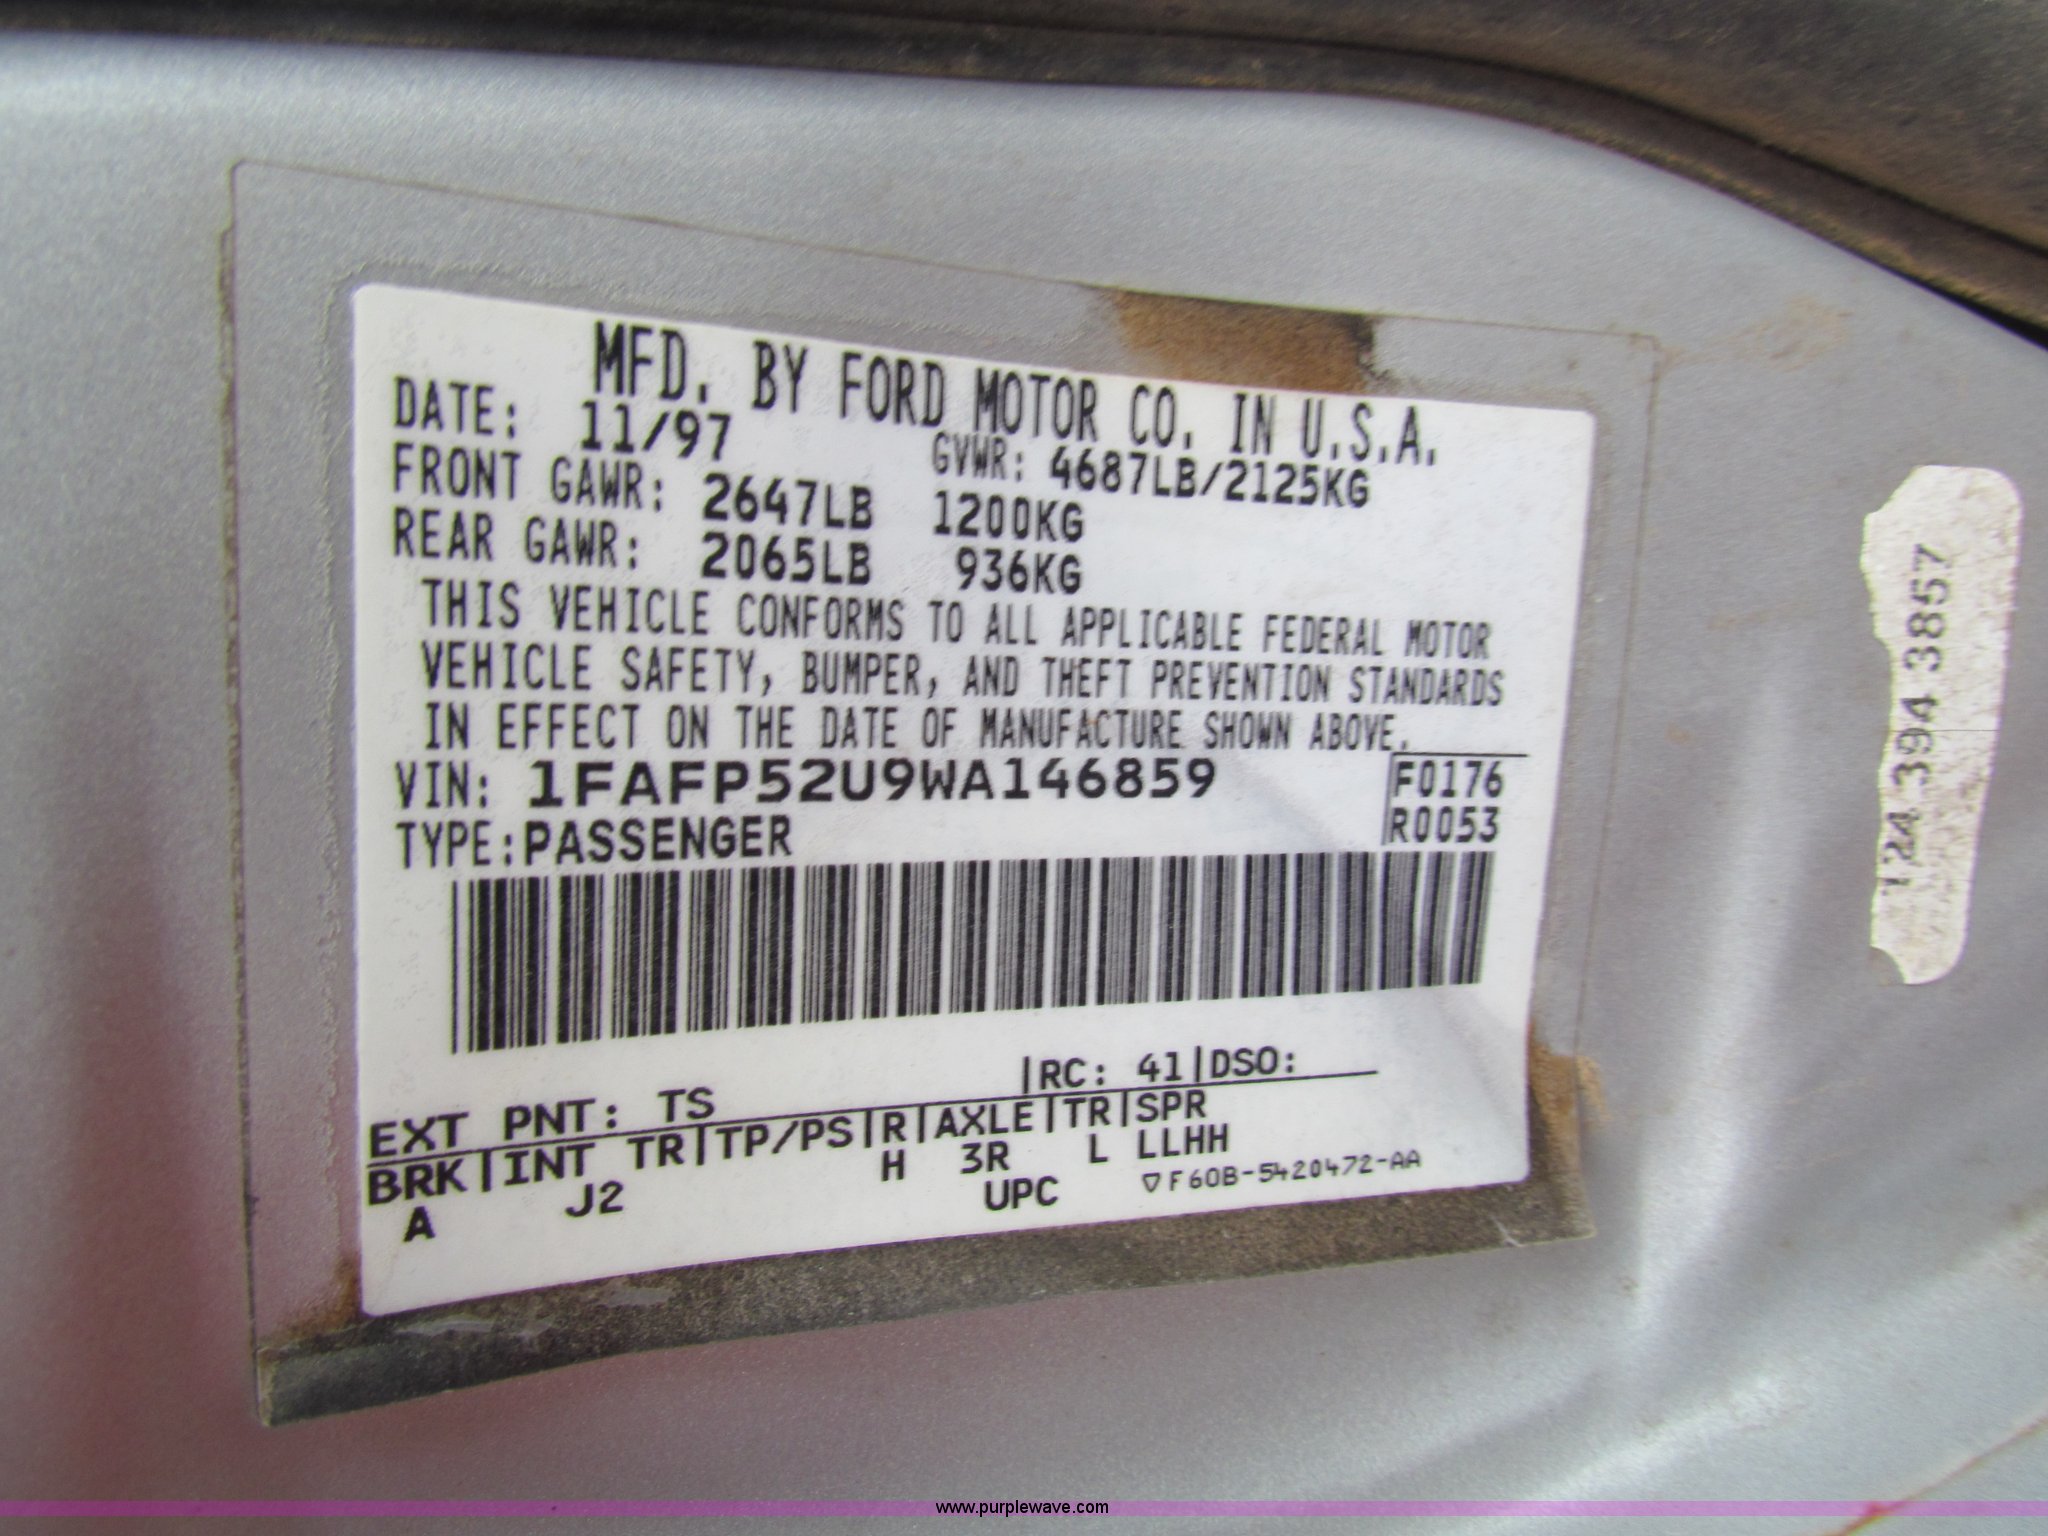 MFD. BY FORD MOTOR CO. IN U.S.A.
DATE: 11/97 GVWR: 4687LB/2125KG
FRONT GAWR: 2647LB 1200KG
REAR GAWR: 2065LB 936KG
THIS VEHICLE CONFORMS TO ALL APPLICABLE FEDERAL MOTOR
VEHICLE SAFETY, BUMPER, AND THEFT PREVENTION STANDARDS
IN EFFECT ON THE DATE OF MANUFACTURE SHOWN ABOVE.
VIN: 1FAFP52U9WA146859 F0176
TYPE: PASSENGER R0053
EXT PNT: TS |RC: 41|DSO:
BRK|INT TR|TP/PS|R|AXLE|TR|SPR
A J2 H 3R L LLHH
UPC ▽F60B-5420472-AA
124 394 3857
www.purplewave.com